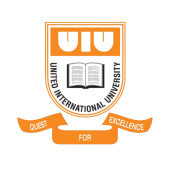 UIU
UNITED INTERNATIONAL UNIVERSITY
QUEST
FOR
EXCELLENCE